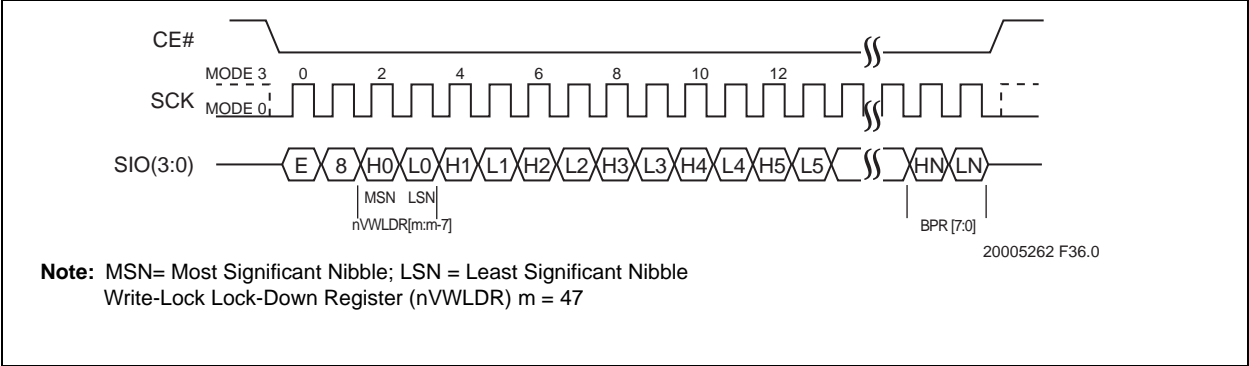 CE#
MODE 3 0 2 4 6 8 10 12
SCK
MODE 0
SIO(3:0) E 8 H0 L0 H1 L1 H2 L2 H3 L3 H4 L4 H5 L5 HN LN
MSN LSN
nVWLDR[m:m-7] BPR [7:0]
20005262 F36.0
Note: MSN= Most Significant Nibble; LSN = Least Significant Nibble
Write-Lock Lock-Down Register (nVWLDR) m = 47